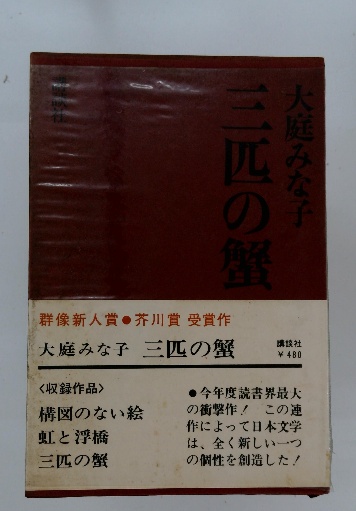 大庭みな子
三匹の蟹
講談社
群像新人賞●芥川賞 受賞作
大庭みな子 三匹の蟹
講談社
¥480
〈収録作品〉
構図のない絵
虹と浮橋
三匹の蟹
●今年度読書界最大
の衝撃作! この連
作によって日本文学
は、全く新しい一つ
の個性を創造した!